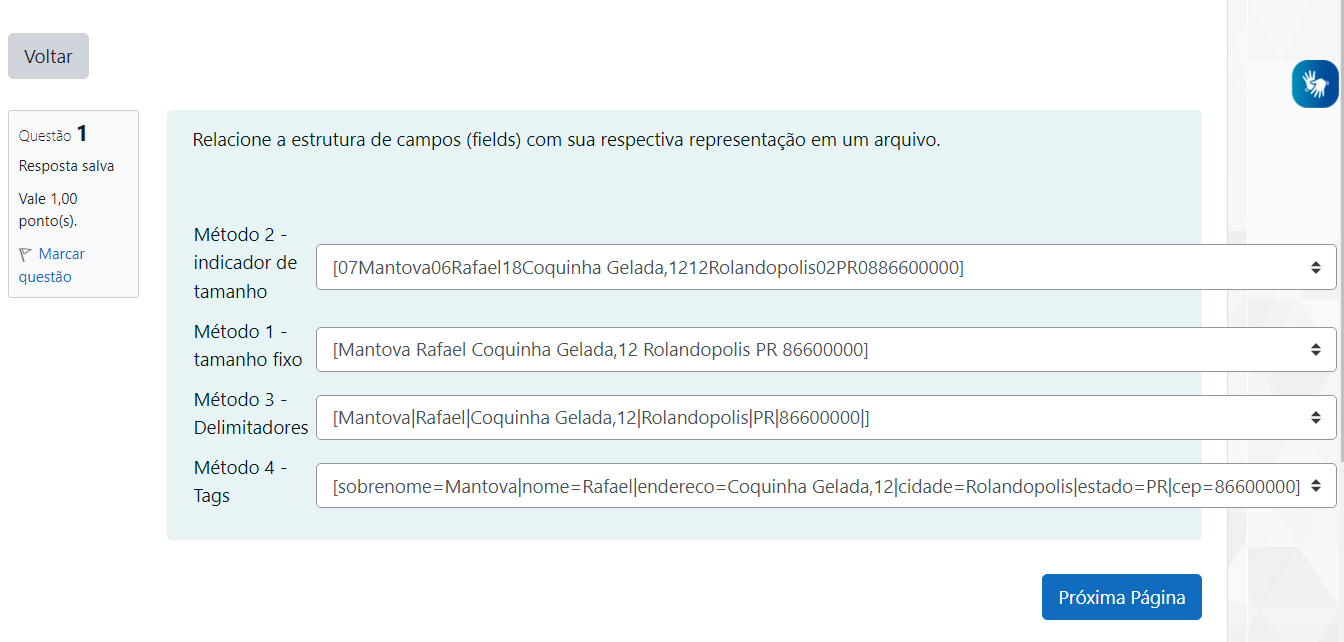 Voltar
Questão 1
Resposta salva
Vale 1,00
ponto(s).
Marcar
questão
Relacione a estrutura de campos (fields) com sua respectiva representação em um arquivo.
Método 2 -
indicador de
tamanho
[07Mantova06Rafael18Coquinha Gelada,1212Rolandopolis02PR0886600000]
Método 1 -
tamanho fixo
[Mantova Rafael Coquinha Gelada,12 Rolandopolis PR 86600000]
Método 3 -
Delimitadores
[Mantova|Rafael|Coquinha Gelada,12|Rolandopolis|PR|86600000|]
Método 4 -
Tags
[sobrenome=Mantova|nome=Rafael|endereco=Coquinha Gelada,12|cidade=Rolandopolis|estado=PR|cep=86600000]
Próxima Página